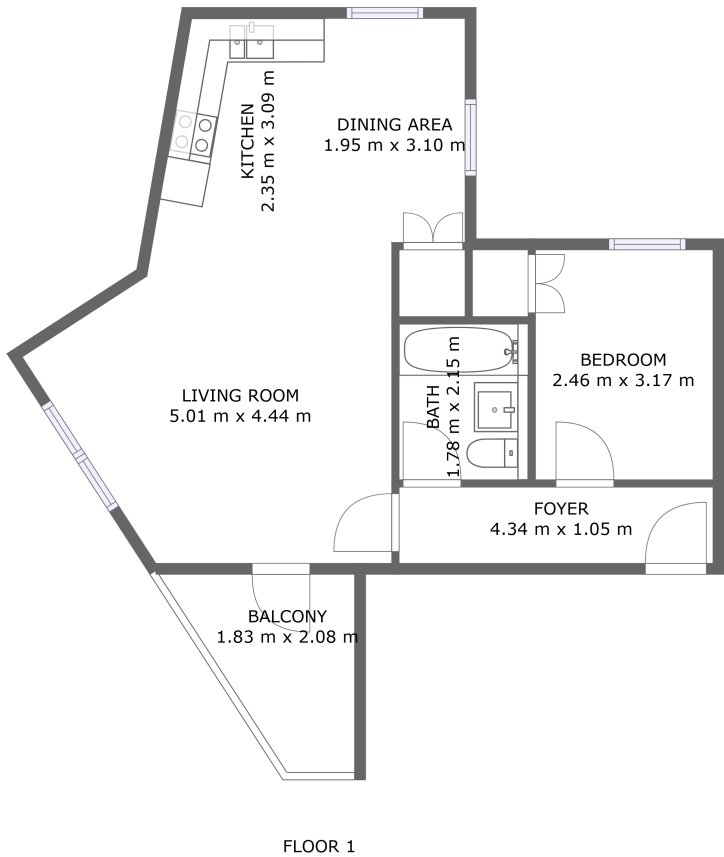 KITCHEN
2.35 m x 3.09 m
DINING AREA
1.95 m x 3.10 m
LIVING ROOM
5.01 m x 4.44 m
BATH
1.78 m x 2.15 m
BEDROOM
2.46 m x 3.17 m
FOYER
4.34 m x 1.05 m
BALCONY
1.83 m x 2.08 m
FLOOR 1